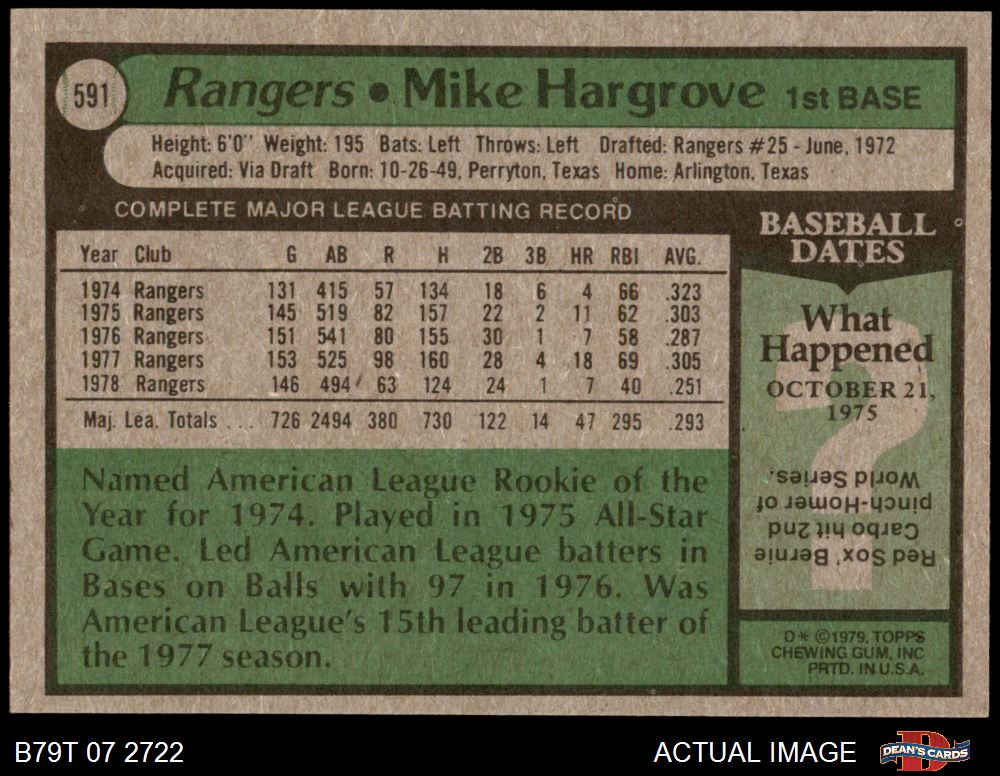 591
Rangers • Mike Hargrove 1st BASE
Height: 6'0" Weight: 195 Bats: Left Throws: Left Drafted: Rangers #25 - June, 1972
Acquired: Via Draft Born: 10-26-49, Perryton, Texas Home: Arlington, Texas
COMPLETE MAJOR LEAGUE BATTING RECORD
Year Club G AB R H 2B 3B HR RBI AVG.
1974 Rangers 131 415 57 134 18 6 4 66 .323
1975 Rangers 145 519 82 157 22 2 11 62 .303
1976 Rangers 151 541 80 155 30 1 7 58 .287
1977 Rangers 153 525 98 160 28 4 18 69 .305
1978 Rangers 146 494 63 124 24 1 7 40 .251
Maj. Lea. Totals . . . 726 2494 380 730 122 14 47 295 .293
Named American League Rookie of the
Year for 1974. Played in 1975 All-Star
Game. Led American League batters in
Bases on Balls with 97 in 1976. Was
American League's 15th leading batter of
the 1977 season.
BASEBALL
DATES
What
Happened
OCTOBER 21,
1975
?
Red Sox' Bernie
Carbo hit 2nd
pinch-Homer of
World Series.
D* ©1979, TOPPS
CHEWING GUM, INC
PRTD. IN U.S.A.
B79T 07 2722
ACTUAL IMAGE
D
DEAN'S CARDS